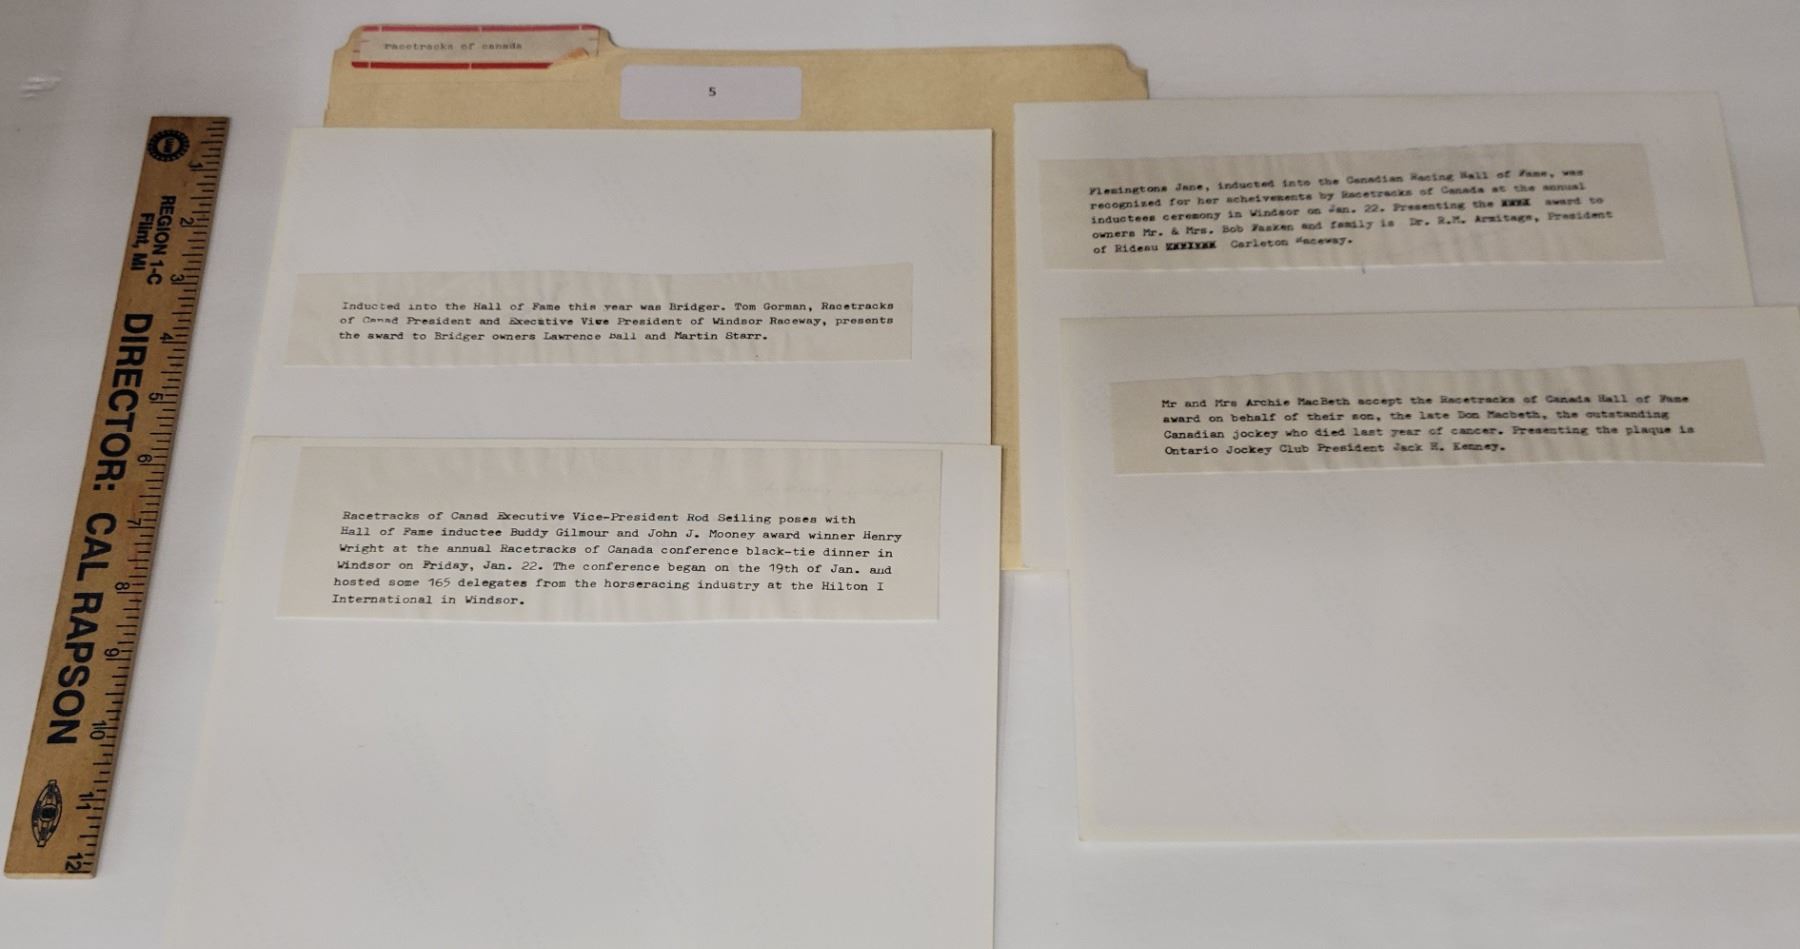 racetracks of canada
5
REGION 1-C
Flint, MI
DIRECTOR: CAL RAPSON
1
2
3
4
5
6
7
8
9
10
11
12
Inducted into the Hall of Fame this year was Bridger. Tom Gorman, Racetracks
of Canad President and Executive Vice President of Windsor Raceway, presents
the award to Bridger owners Lawrence Ball and Martin Starr.
Racetracks of Canad Executive Vice-President Rod Seiling poses with
Hall of Fame inductee Buddy Gilmour and John J. Mooney award winner Henry
Wright at the annual Racetracks of Canada conference black-tie dinner in
Windsor on Friday, Jan. 22. The conference began on the 19th of Jan. and
hosted some 165 delegates from the horseracing industry at the Hilton I
International in Windsor.
Flemingtons Jane, inducted into the Canadian Racing Hall of Fame, was
recognized for her acheivements by Racetracks of Canada at the annual
inductees ceremony in Windsor on Jan. 22. Presenting the award to
owners Mr. & Mrs. Bob Fasken and family is Dr. R.M. Armitage, President
of Rideau Carleton Raceway.
Mr and Mrs Archie MacBeth accept the Racetracks of Canada Hall of Fame
award on behalf of their son, the late Don Macbeth, the outstanding
Canadian jockey who died last year of cancer. Presenting the plaque is
Ontario Jockey Club President Jack H. Kenney.